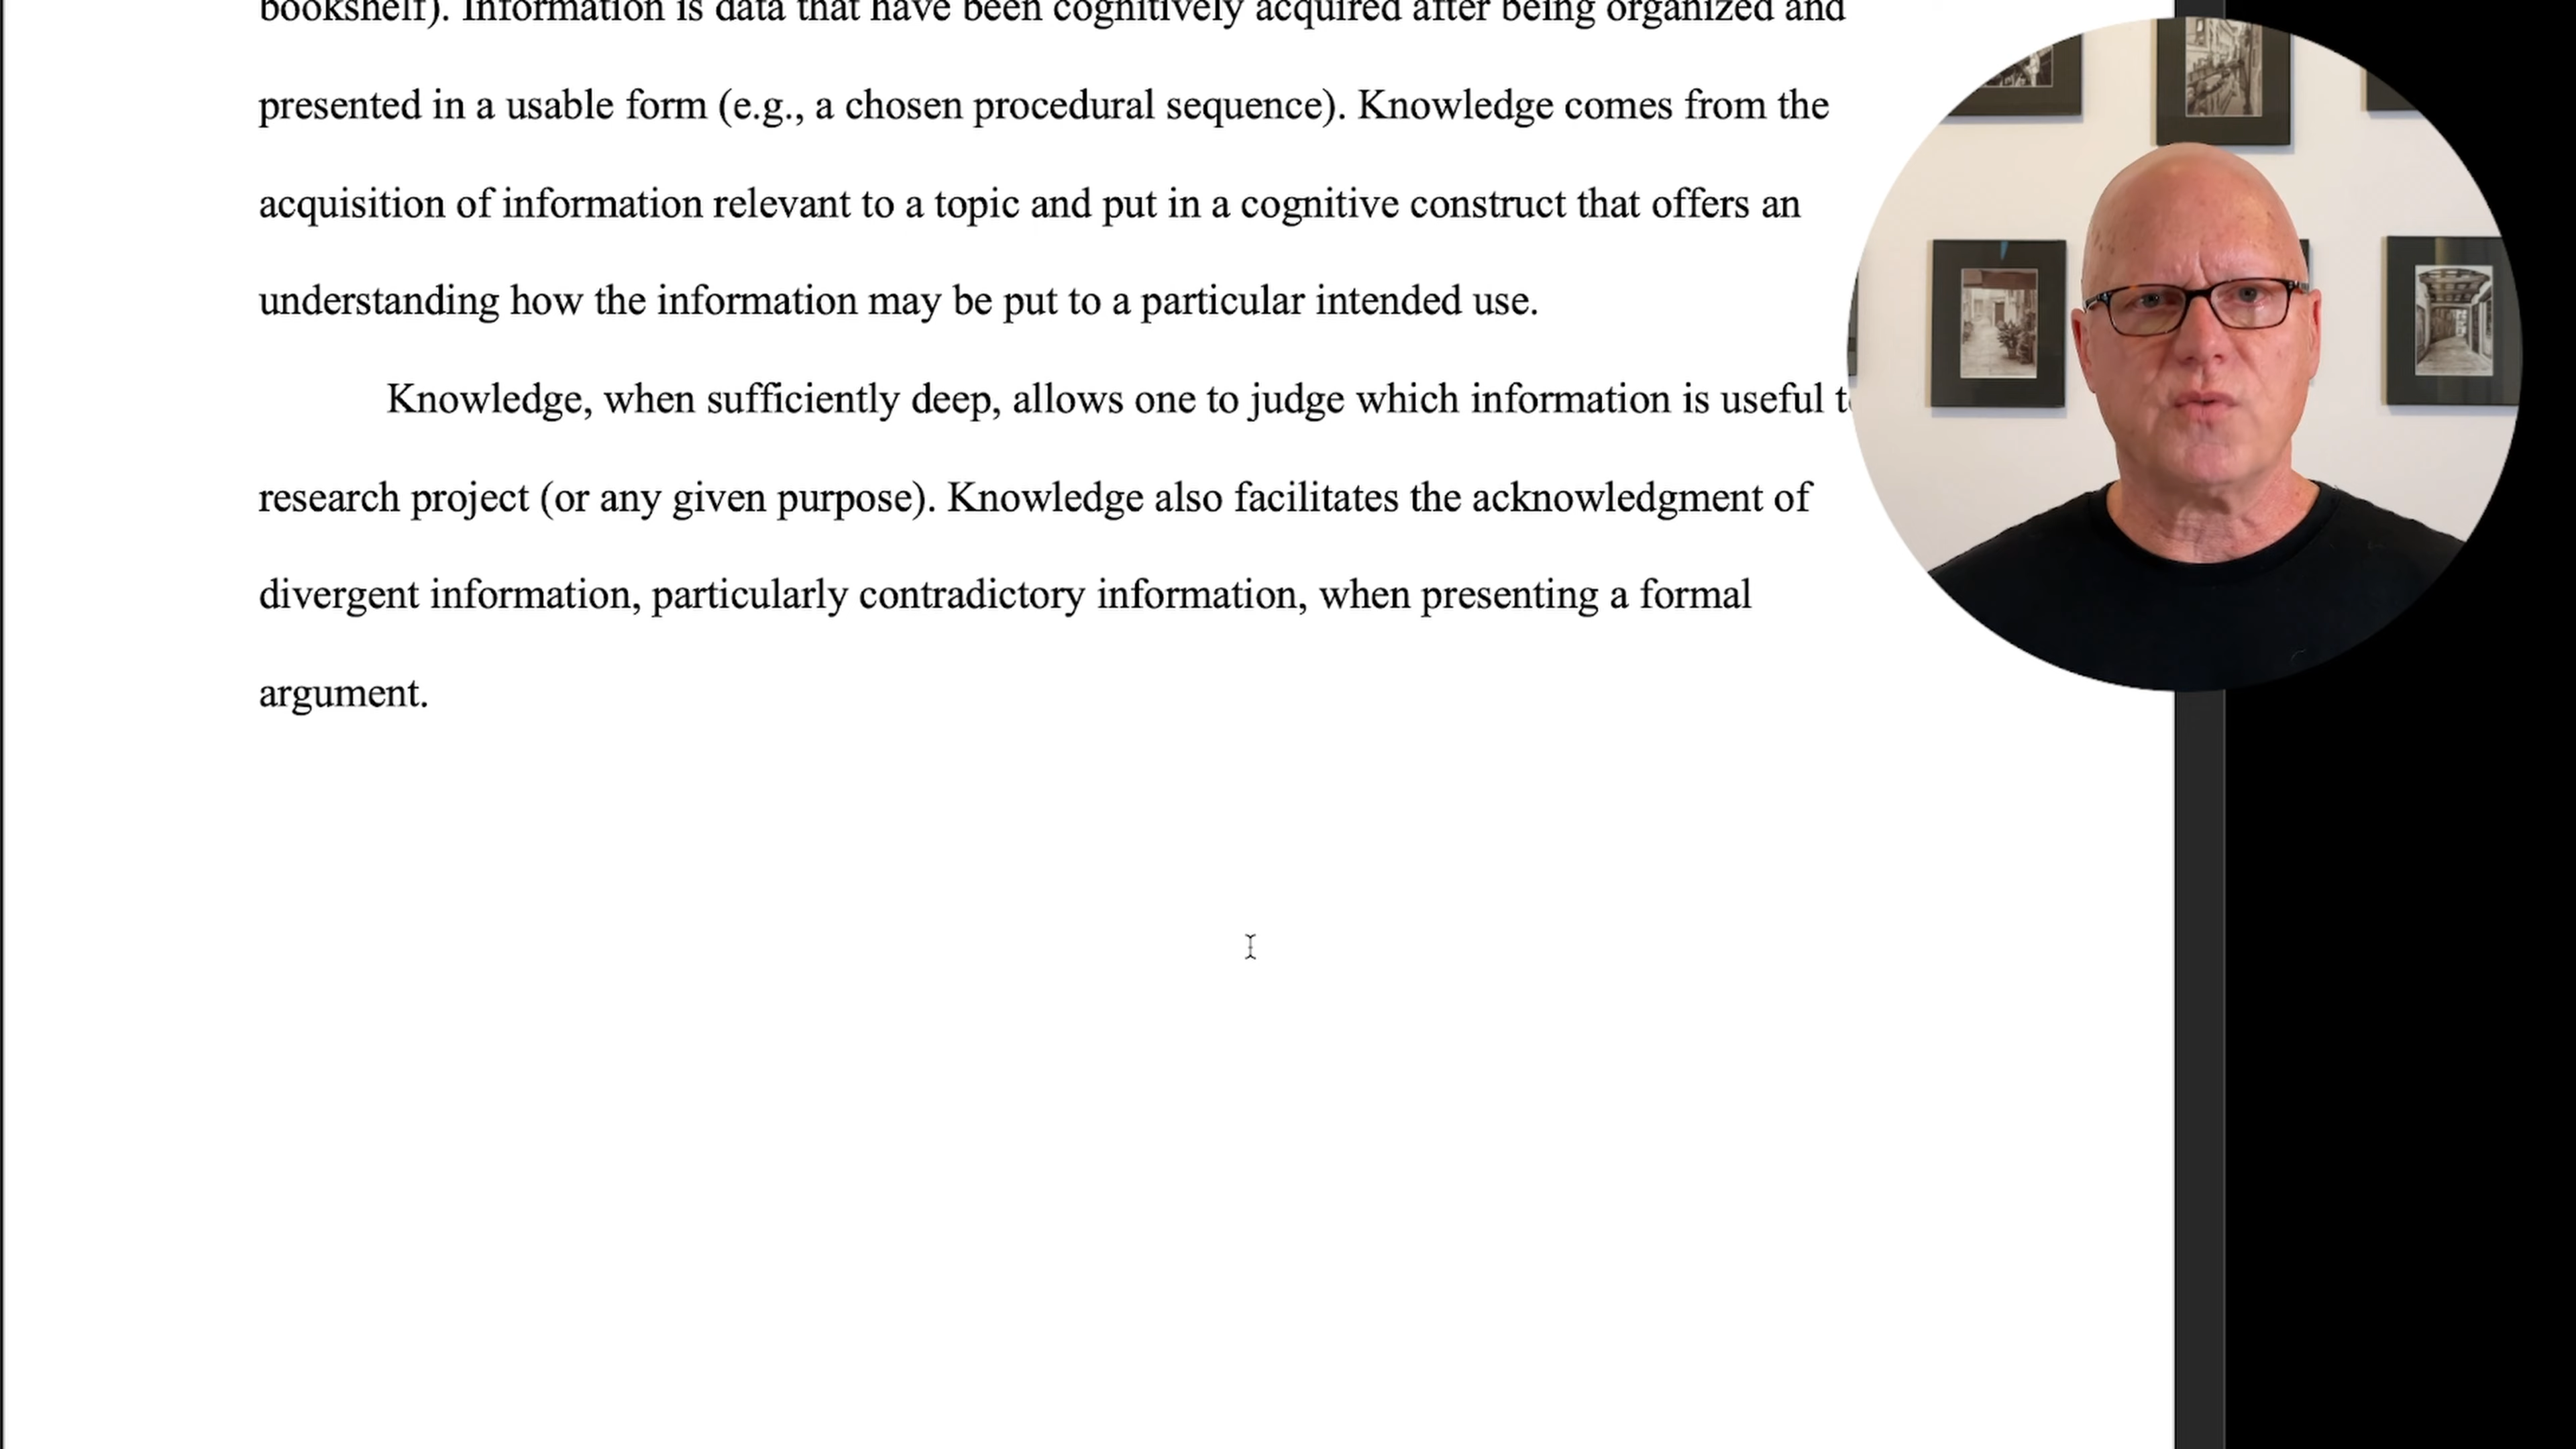 bookshelf). Information is data that have been cognitively acquired after being organized and
presented in a usable form (e.g., a chosen procedural sequence). Knowledge comes from the
acquisition of information relevant to a topic and put in a cognitive construct that offers an
understanding how the information may be put to a particular intended use.
Knowledge, when sufficiently deep, allows one to judge which information is useful
research project (or any given purpose). Knowledge also facilitates the acknowledgment of
divergent information, particularly contradictory information, when presenting a formal
argument.